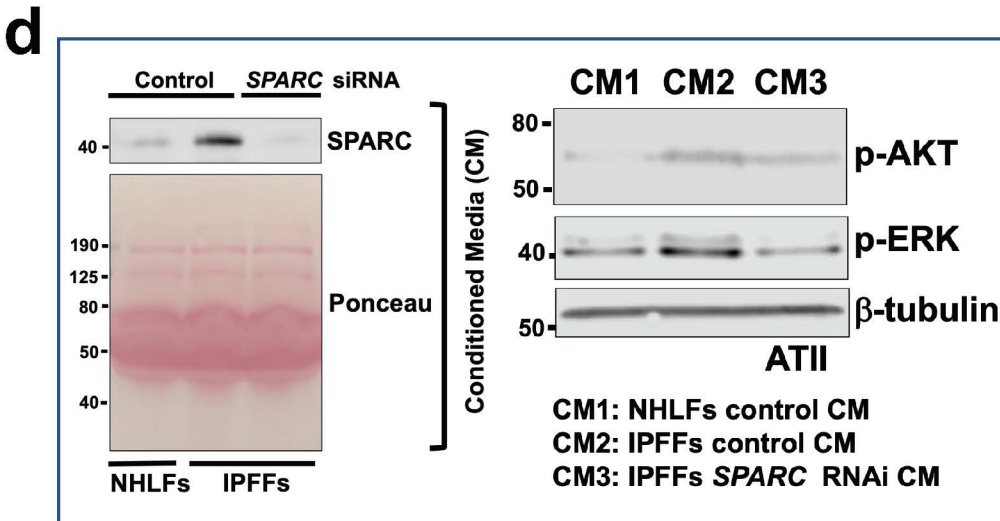 d
Control SPARC siRNA
40
SPARC
190
125
80
50
40
Ponceau
NHLFs IPFFs
Conditioned Media (CM)
CM1 CM2 CM3
80
50
p-AKT
40
p-ERK
50
β-tubulin
ATII
CM1: NHLFs control CM
CM2: IPFFs control CM
CM3: IPFFs SPARC RNAi CM